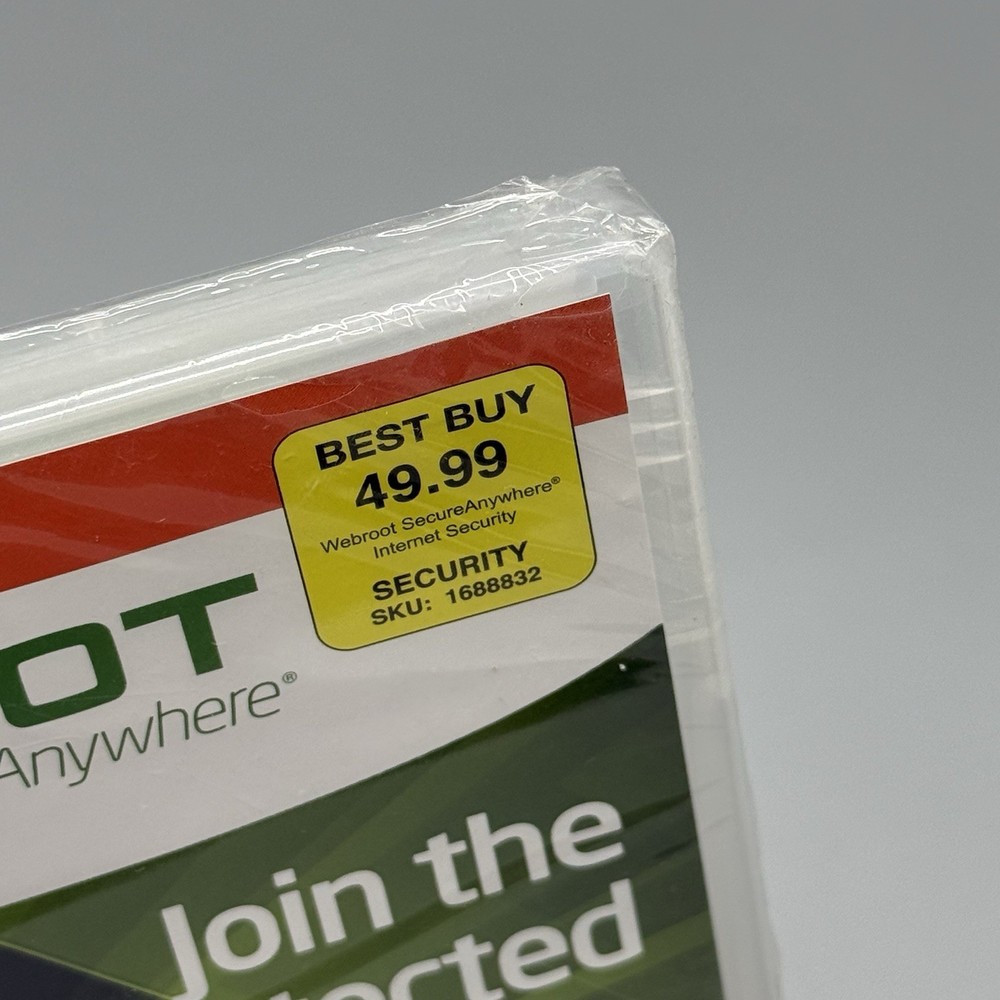 BEST BUY
49.99
Webroot SecureAnywhere®
Internet Security
SECURITY
SKU: 1688832
OT
Anywhere®
Join the